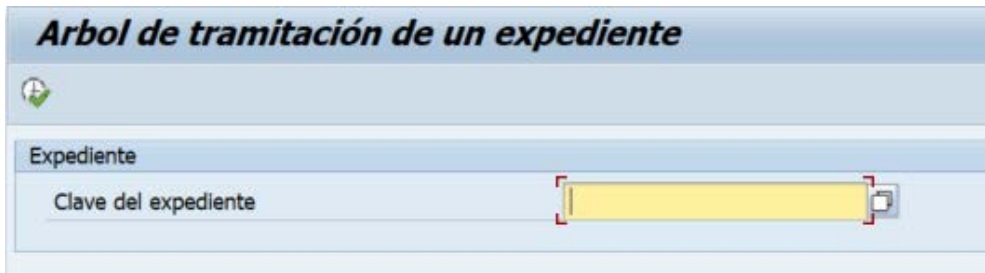 Arbol de tramitación de un expediente
Expediente
Clave del expediente